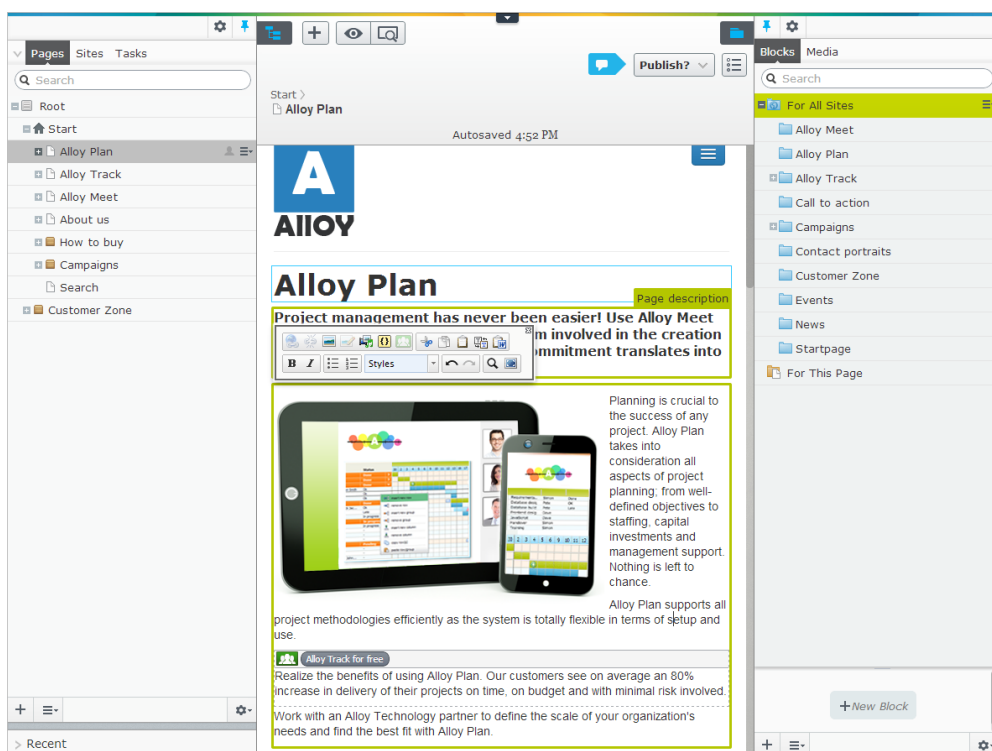 Pages Sites Tasks
Search
Root
Start
Alloy Plan
Alloy Track
Alloy Meet
About us
How to buy
Campaigns
Search
Customer Zone
> Recent
Publish?
Start >
Alloy Plan
Autosaved 4:52 PM
A
AllOY
Alloy Plan
Page description
Project management has never been easier! Use Alloy Meet
m involved in the creation
ommitment translates into
B I Styles
Planning is crucial to
the success of any
project. Alloy Plan
takes into
consideration all
aspects of project
planning; from well-
defined objectives to
staffing, capital
investments and
management support.
Nothing is left to
chance.
Alloy Plan supports all
project methodologies efficiently as the system is totally flexible in terms of setup and
use.
Alloy Track for free
Realize the benefits of using Alloy Plan. Our customers see on average an 80%
increase in delivery of their projects on time, on budget and with minimal risk involved.
Work with an Alloy Technology partner to define the scale of your organization's
needs and find the best fit with Alloy Plan.
Blocks Media
Search
For All Sites
Alloy Meet
Alloy Plan
Alloy Track
Call to action
Campaigns
Contact portraits
Customer Zone
Events
News
Startpage
For This Page
+New Block